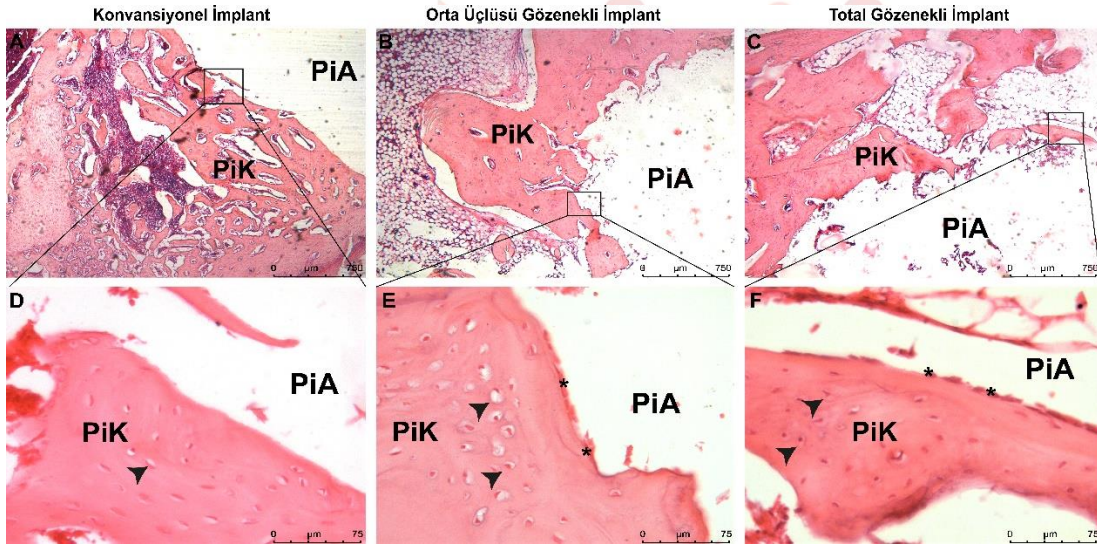 Konvansiyonel İmplant
Orta Üçlüsü Gözenekli İmplant
Total Gözenekli İmplant
A
PiA
PiK
0 µm 750
B
PiK
PiA
0 µm 750
C
PiK
PiA
0 µm 750
D
PiA
PiK
0 µm 75
E
*
PiK
PiA
*
0 µm 75
F
* *
PiA
PiK
PiA
0 µm 75